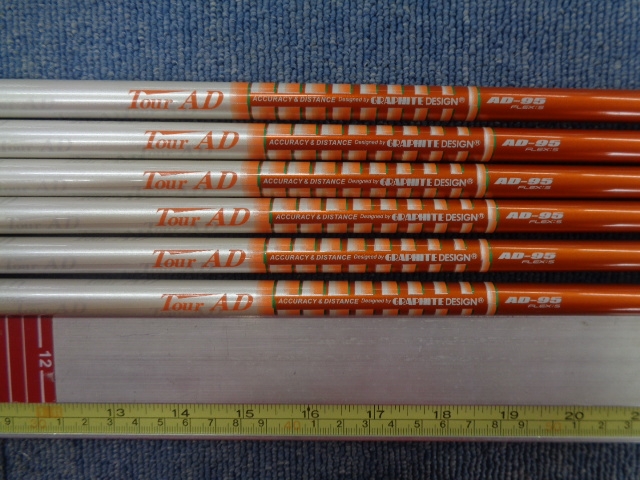 Tour AD ACCURACY & DISTANCE Designed by GRAPHITE DESIGN® AD-95 FLEX:S
Tour AD ACCURACY & DISTANCE Designed by GRAPHITE DESIGN® AD-95 FLEX:S
Tour AD ACCURACY & DISTANCE Designed by GRAPHITE DESIGN® AD-95 FLEX:S
Tour AD ACCURACY & DISTANCE Designed by GRAPHITE DESIGN® AD-95 FLEX:S
Tour AD ACCURACY & DISTANCE Designed by GRAPHITE DESIGN® AD-95 FLEX:S
Tour AD ACCURACY & DISTANCE Designed by GRAPHITE DESIGN® AD-95 FLEX:S
12
13 14 15 16 17 18 19 20